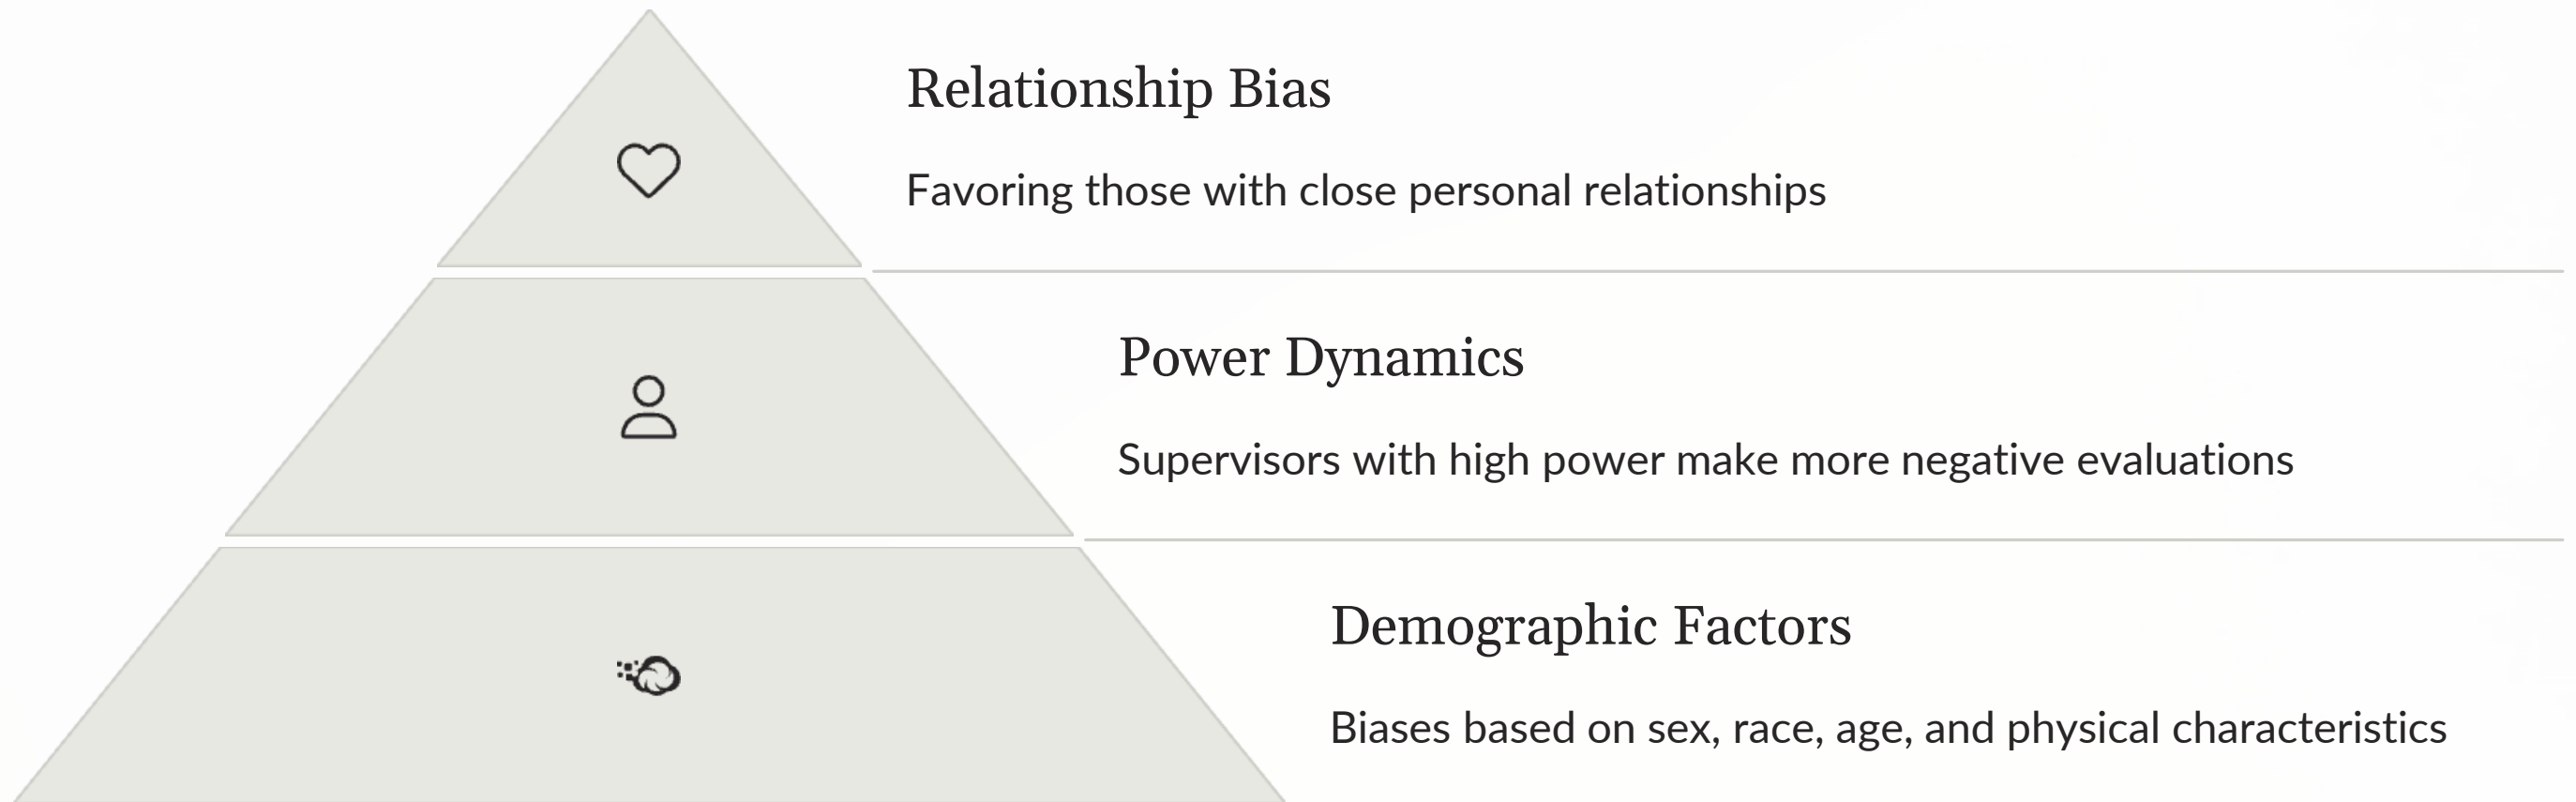 Relationship Bias
Favoring those with close personal relationships
Power Dynamics
Supervisors with high power make more negative evaluations
Demographic Factors
Biases based on sex, race, age, and physical characteristics